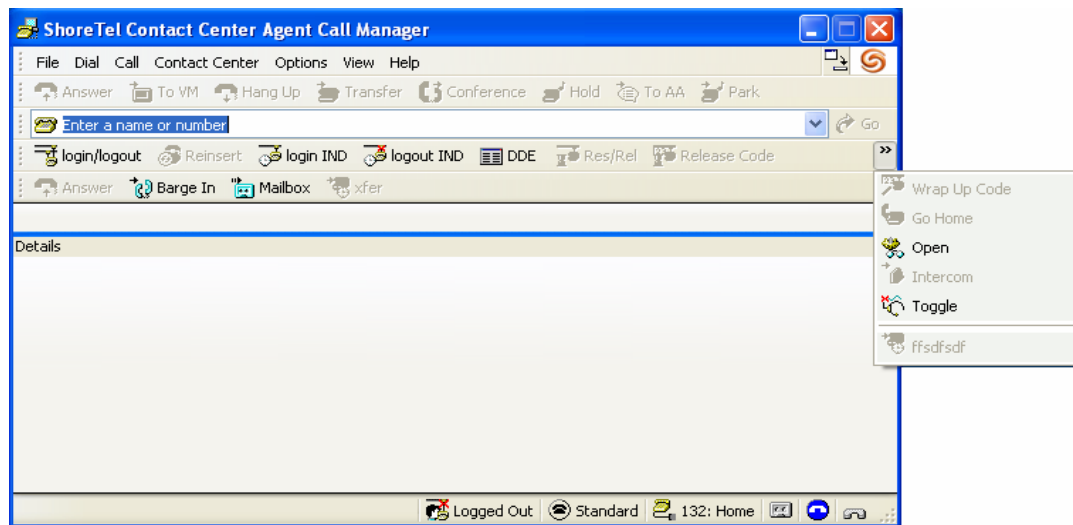 ShoreTel Contact Center Agent Call Manager
File Dial Call Contact Center Options View Help
Answer To VM Hang Up Transfer Conference Hold To AA Park
Enter a name or number Go
login/logout Reinsert login IND logout IND DDE Res/Rel Release Code
Answer Barge In Mailbox xfer
Wrap Up Code
Go Home
Details
Open
Intercom
Toggle
ffsdfsdf
Logged Out Standard 132: Home